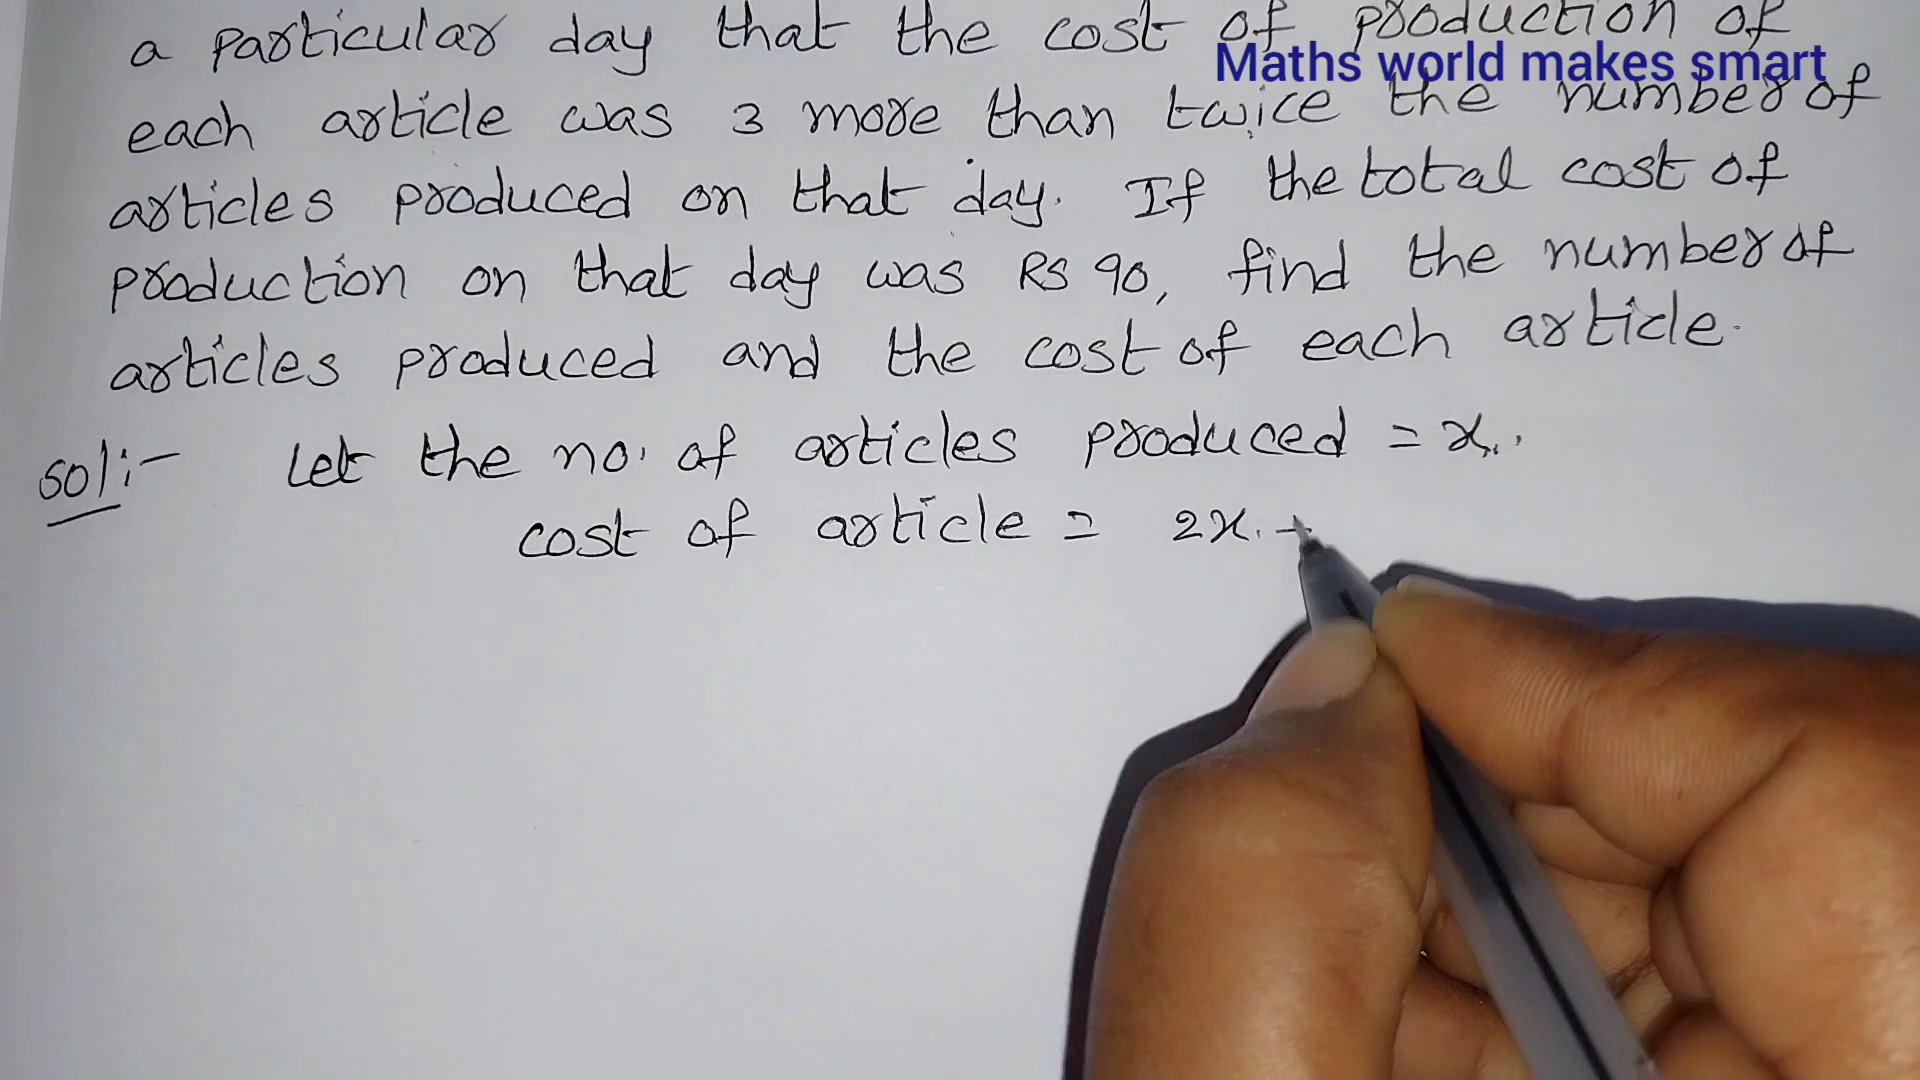 a particular day that the cost of production of
Maths world makes smart
each article was 3 more than twice the number of
articles produced on that day. If the total cost of
production on that day was RS 90, find the number of
articles produced and the cost of each article.
Sol:- Let the no. of articles produced = x.
cost of article = 2x +